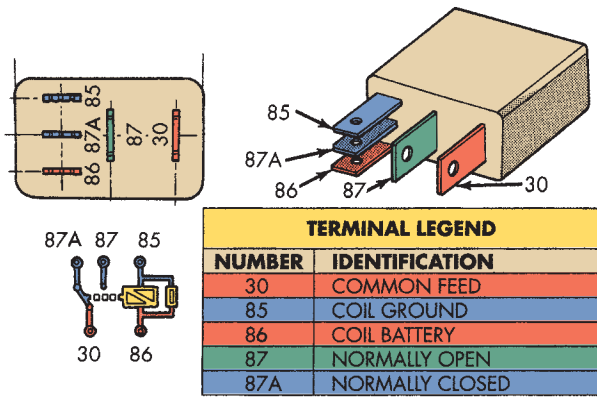 85
87A
86
87
30
85
87A
86
87
30
87A 87 85
30 86
TERMINAL LEGEND
NUMBER IDENTIFICATION
30 COMMON FEED
85 COIL GROUND
86 COIL BATTERY
87 NORMALLY OPEN
87A NORMALLY CLOSED